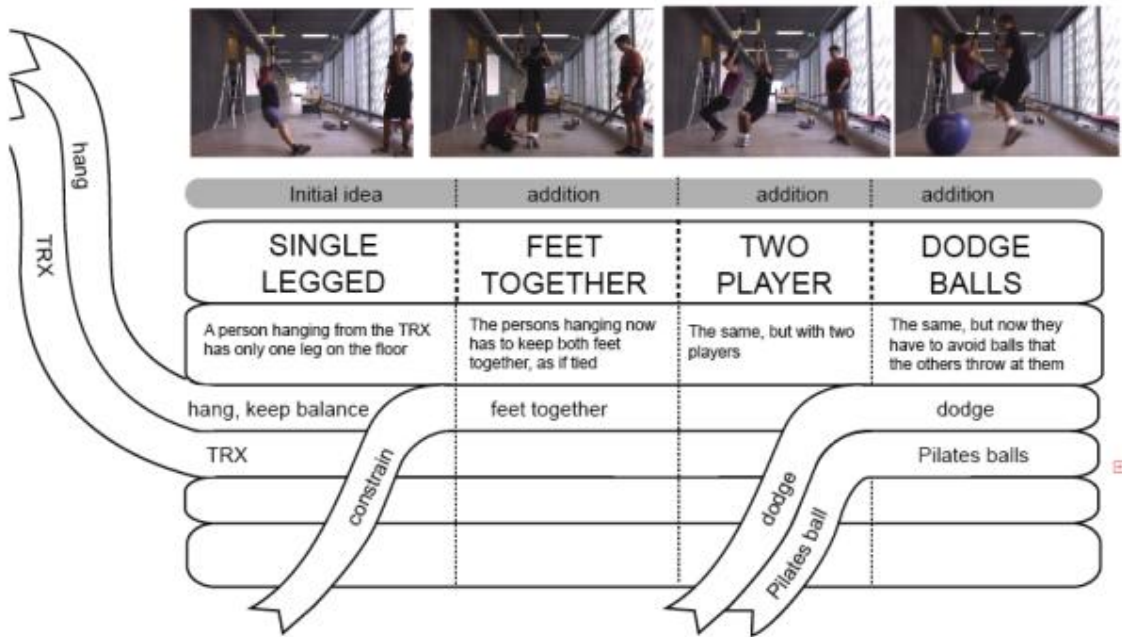 hang
TRX
Initial idea
addition
addition
addition
SINGLE
LEGGED
FEET
TOGETHER
TWO
PLAYER
DODGE
BALLS
A person hanging from the TRX
has only one leg on the floor
The persons hanging now
has to keep both feet
together, as if tied
The same, but with two
players
The same, but now they
have to avoid balls that
the others throw at them
hang, keep balance
feet together
dodge
TRX
Pilates balls
constrain
dodge
Pilates ball